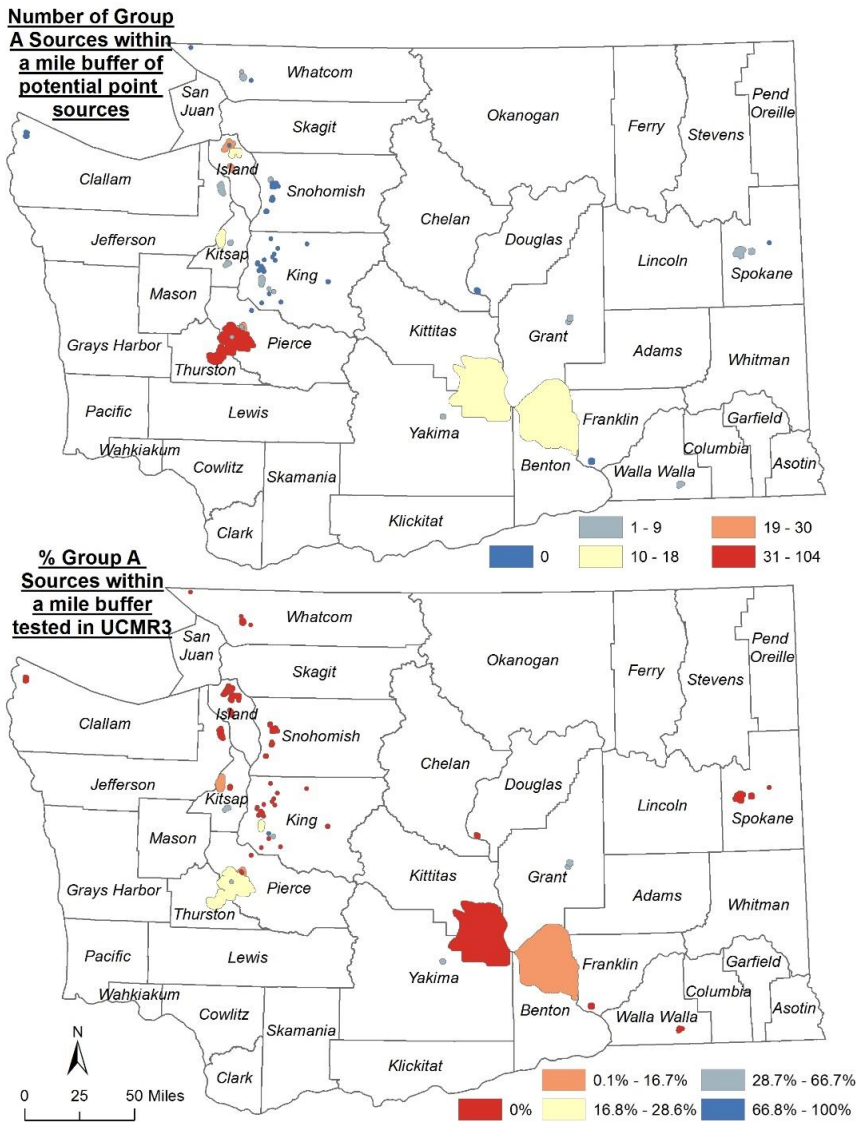 Number of Group
A Sources within
a mile buffer of
potential point
sources
Whatcom
San
Juan
Skagit
Okanogan
Ferry
Stevens
Pend
Oreille
Island
Clallam
Snohomish
Chelan
Douglas
Jefferson
Kitsap
King
Lincoln
Spokane
Mason
Kittitas
Grant
Grays Harbor
Pierce
Adams
Whitman
Thurston
Pacific
Lewis
Yakima
Franklin
Garfield
Wahkiakum
Cowlitz
Skamania
Benton
Walla Walla
Columbia
Asotin
Clark
Klickitat
1 - 9
19 - 30
0
10 - 18
31 - 104
% Group A
Sources within
a mile buffer
tested in UCMR3
Whatcom
San
Juan
Skagit
Okanogan
Ferry
Stevens
Pend
Oreille
Island
Clallam
Snohomish
Chelan
Douglas
Jefferson
Kitsap
King
Lincoln
Spokane
Mason
Kittitas
Grant
Grays Harbor
Pierce
Adams
Whitman
Thurston
Pacific
Lewis
Yakima
Franklin
Garfield
Wahkiakum
Cowlitz
Skamania
Benton
Walla Walla
Columbia
Asotin
Clark
Klickitat
N
0 25 50 Miles
0.1% - 16.7%
28.7% - 66.7%
0%
16.8% - 28.6%
66.8% - 100%